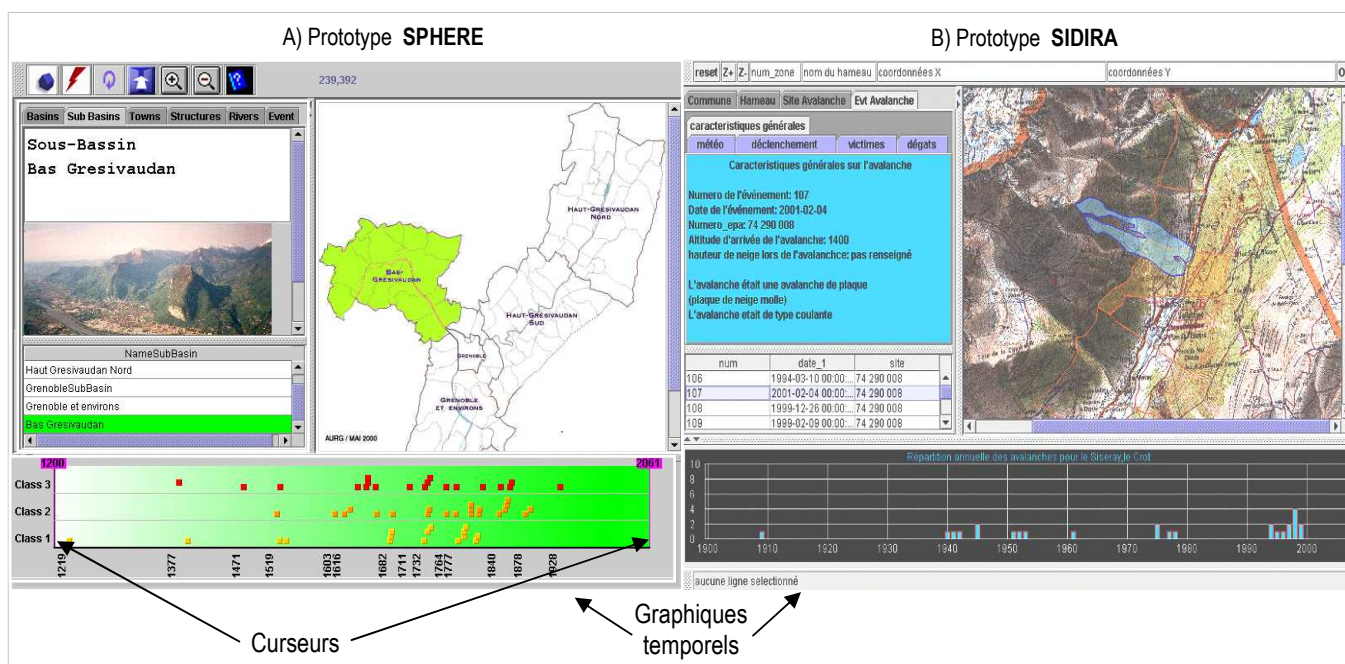 A) Prototype SPHERE
B) Prototype SIDIRA
239,392
Basins Sub Basins Towns Structures Rivers Event
Sous-Bassin
Bas Gresivaudan
NameSubBasin
Haut Gresivaudan Nord
GrenobleSubBasin
Grenoble et environs
Bas Gresivaudan
HAUT-GRÉSIVAUDAN
NORD
BAS-
GRÉSIVAUDAN
HAUT-GRÉSIVAUDAN
SUD
GRENOBLE
GRENOBLE
ET ENVIRONS
AURG / MAI 2000
1200
2061
Class 3
Class 2
Class 1
1219 1377 1471 1519 1603 1616 1682 1711 1732 1764 1777 1840 1878 1928
Curseurs
Graphiques
temporels
reset Z+ Z- num_zone nom du hameau coordonnées X coordonnées Y
Commune Hameau Site Avalanche Evt Avalanche
caracteristiques générales
météo déclenchement victimes dégats
Caracteristiques générales sur l'avalanche
Numero de l'événement: 107
Date de l'événement: 2001-02-04
Numero_epa: 74 290 008
Altitude d'arrivée de l'avalanche: 1400
hauteur de neige lors de l'avalanchce: pas renseigné
L'avalanche était une avalanche de plaque
(plaque de neige molle)
L'avalanche etait de type coulante
num date_1 site
106 1994-03-10 00:00:... 74 290 008
107 2001-02-04 00:00:... 74 290 008
108 1999-12-26 00:00:... 74 290 008
109 1999-02-09 00:00:... 74 290 008
Répartition annuelle des avalanches pour le Siseray,le Crot
10
8
6
4
2
0
1900 1910 1920 1930 1940 1950 1960 1970 1980 1990 2000
aucune ligne selectionné